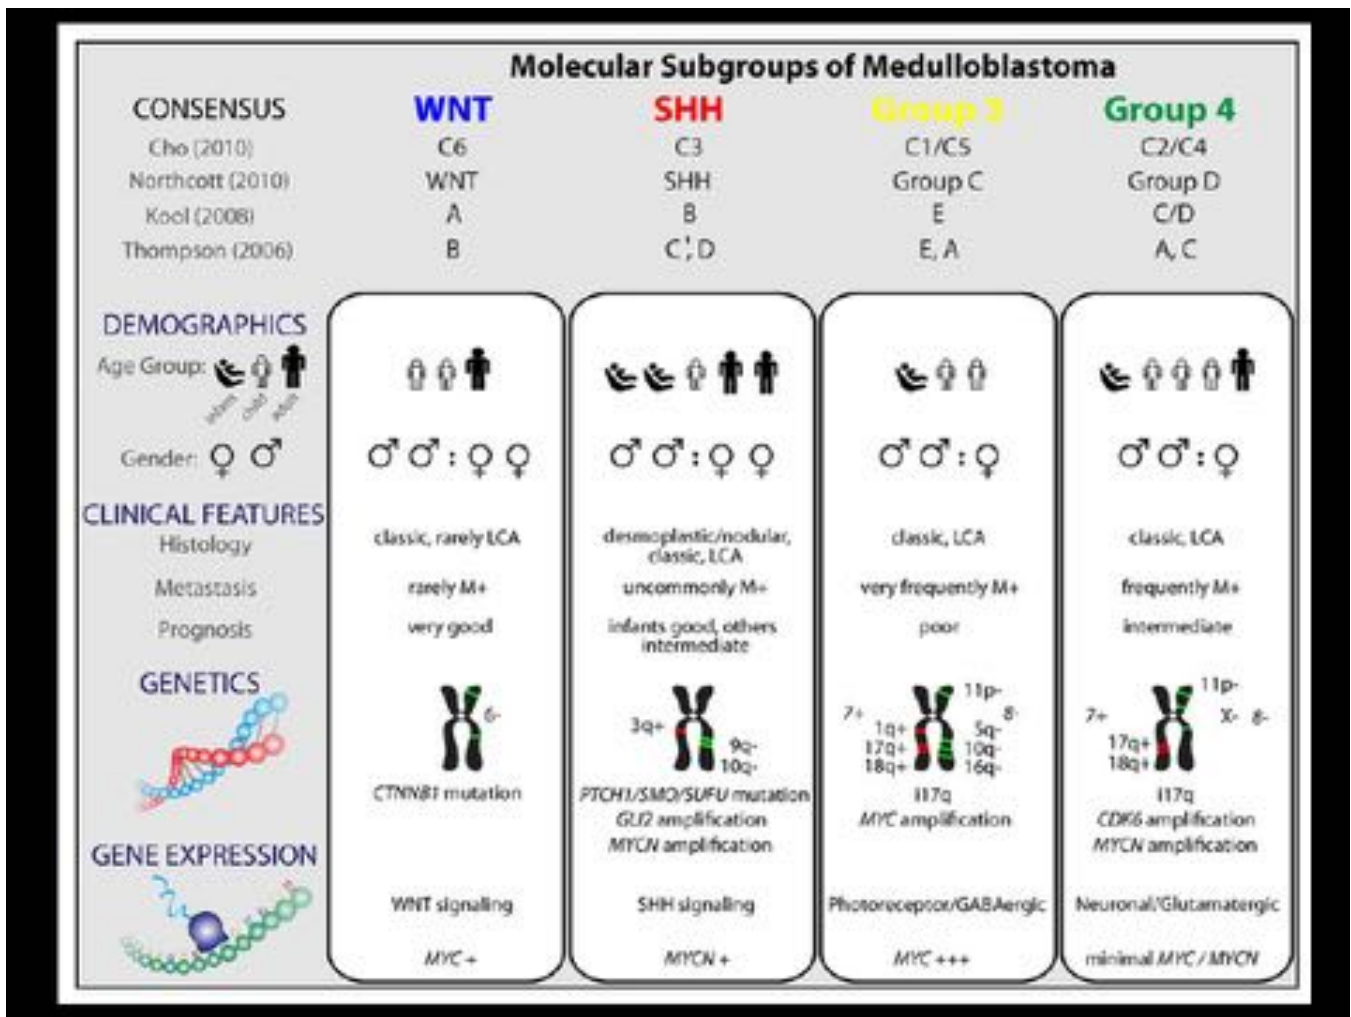 Molecular Subgroups of Medulloblastoma
CONSENSUS WNT SHH Group 3 Group 4
Cho (2010) C6 C3 C1/C5 C2/C4
Northcott (2010) WNT SHH Group C Group D
Kool (2008) A B E C/D
Thompson (2006) B C', D E, A A, C
DEMOGRAPHICS
Age Group:
infant child adult
Gender: ♀ ♂ ♂♂:♀♀ ♂♂:♀♀ ♂♂:♀ ♂♂:♀
CLINICAL FEATURES
Histology classic, rarely LCA desmoplastic/nodular, classic, LCA classic, LCA
classic, LCA
Metastasis rarely M+ uncommonly M+ very frequently M+ frequently M+
Prognosis very good infants good, others poor intermediate
intermediate
GENETICS
6-
3q+
9q-
10q-
7+ 11p- 8-
1q+ 5q-
17q+ 10q-
18q+ 16q-
7+ 11p- X- 8-
17q+
18q+
CTNNB1 mutation PTCH1/SMO/SUFU mutation i17q i17q
GLI2 amplification MYC amplification CDK6 amplification
MYCN amplification MYCN amplification
GENE EXPRESSION
WNT signaling SHH signaling Photoreceptor/GABAergic Neuronal/Glutamatergic
MYC + MYCN + MYC +++ minimal MYC / MYCN